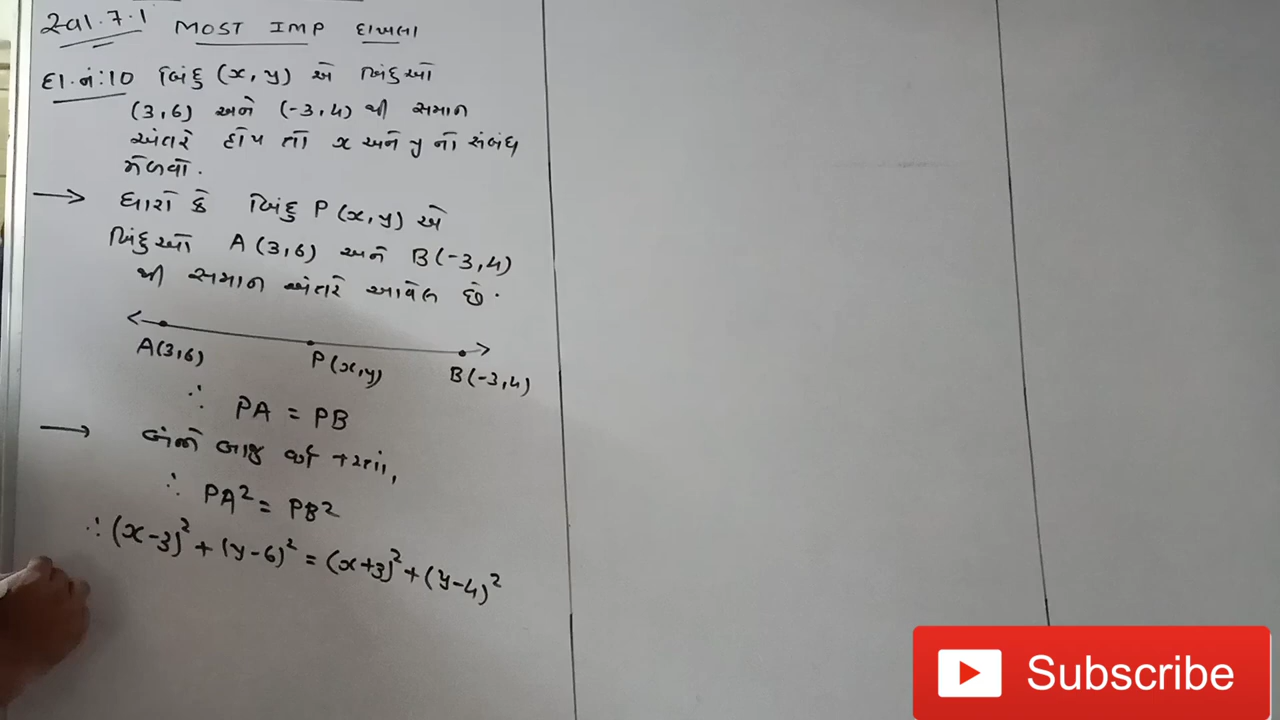 સ્વા. 7.1 MOST IMP દાખલા
દા.નં:10 બિંદુ (x, y) એ બિંદુઓ
(3,6) અને (-3,4) થી સમાન
અંતરે હોય તો x અને y નો સંબંધ
મેળવો.
→ ધારો કે બિંદુ P (x,y) એ
બિંદુઓ A(3,6) અને B(-3,4)
થી સમાન અંતરે આવેલ છે.
A(3,6) P(x,y) B(-3,4)
∴ PA = PB
→ બંને બાજુ વર્ગ કરતાં,
∴ PA² = PB²
∴ (x-3)² + (y-6)² = (x+3)² + (y-4)²
Subscribe